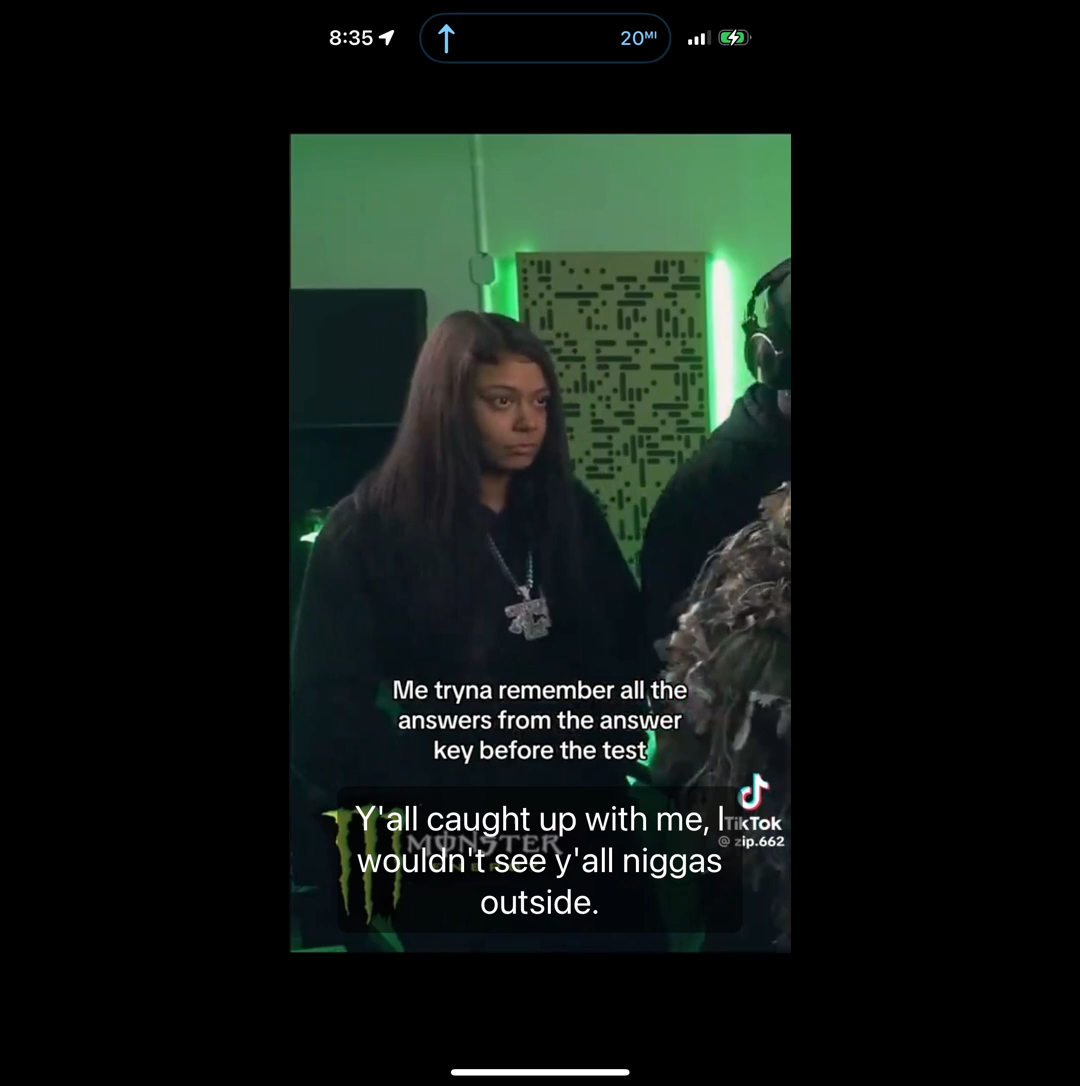 8:35
20MI
Me tryna remember all the
answers from the answer
key before the test
TikTok
@ zip.662
MONSTER
Y'all caught up with me, I
wouldn't see y'all niggas
outside.